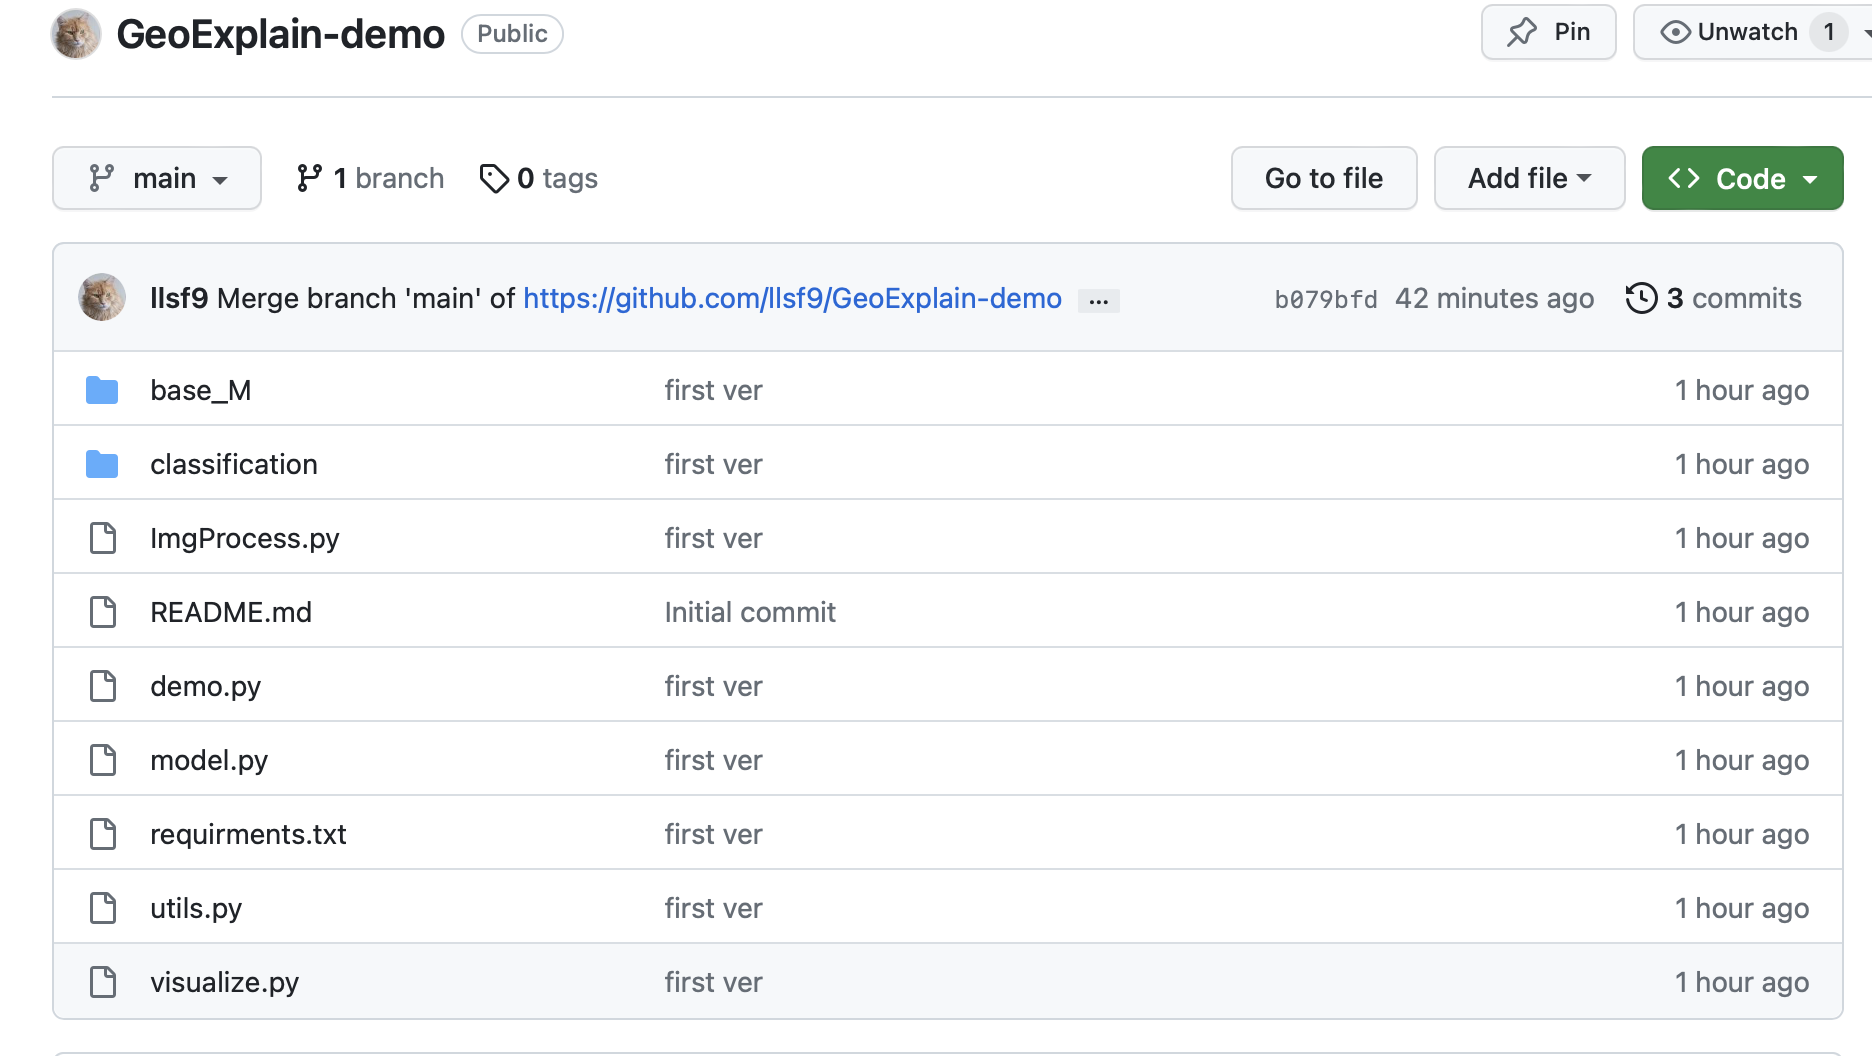 GeoExplain-demo Public Pin Unwatch 1
main 1 branch 0 tags Go to file Add file <> Code
llsf9 Merge branch 'main' of https://github.com/llsf9/GeoExplain-demo ... b079bfd 42 minutes ago 3 commits
base_M first ver 1 hour ago
classification first ver 1 hour ago
ImgProcess.py first ver 1 hour ago
README.md Initial commit 1 hour ago
demo.py first ver 1 hour ago
model.py first ver 1 hour ago
requirments.txt first ver 1 hour ago
utils.py first ver 1 hour ago
visualize.py first ver 1 hour ago